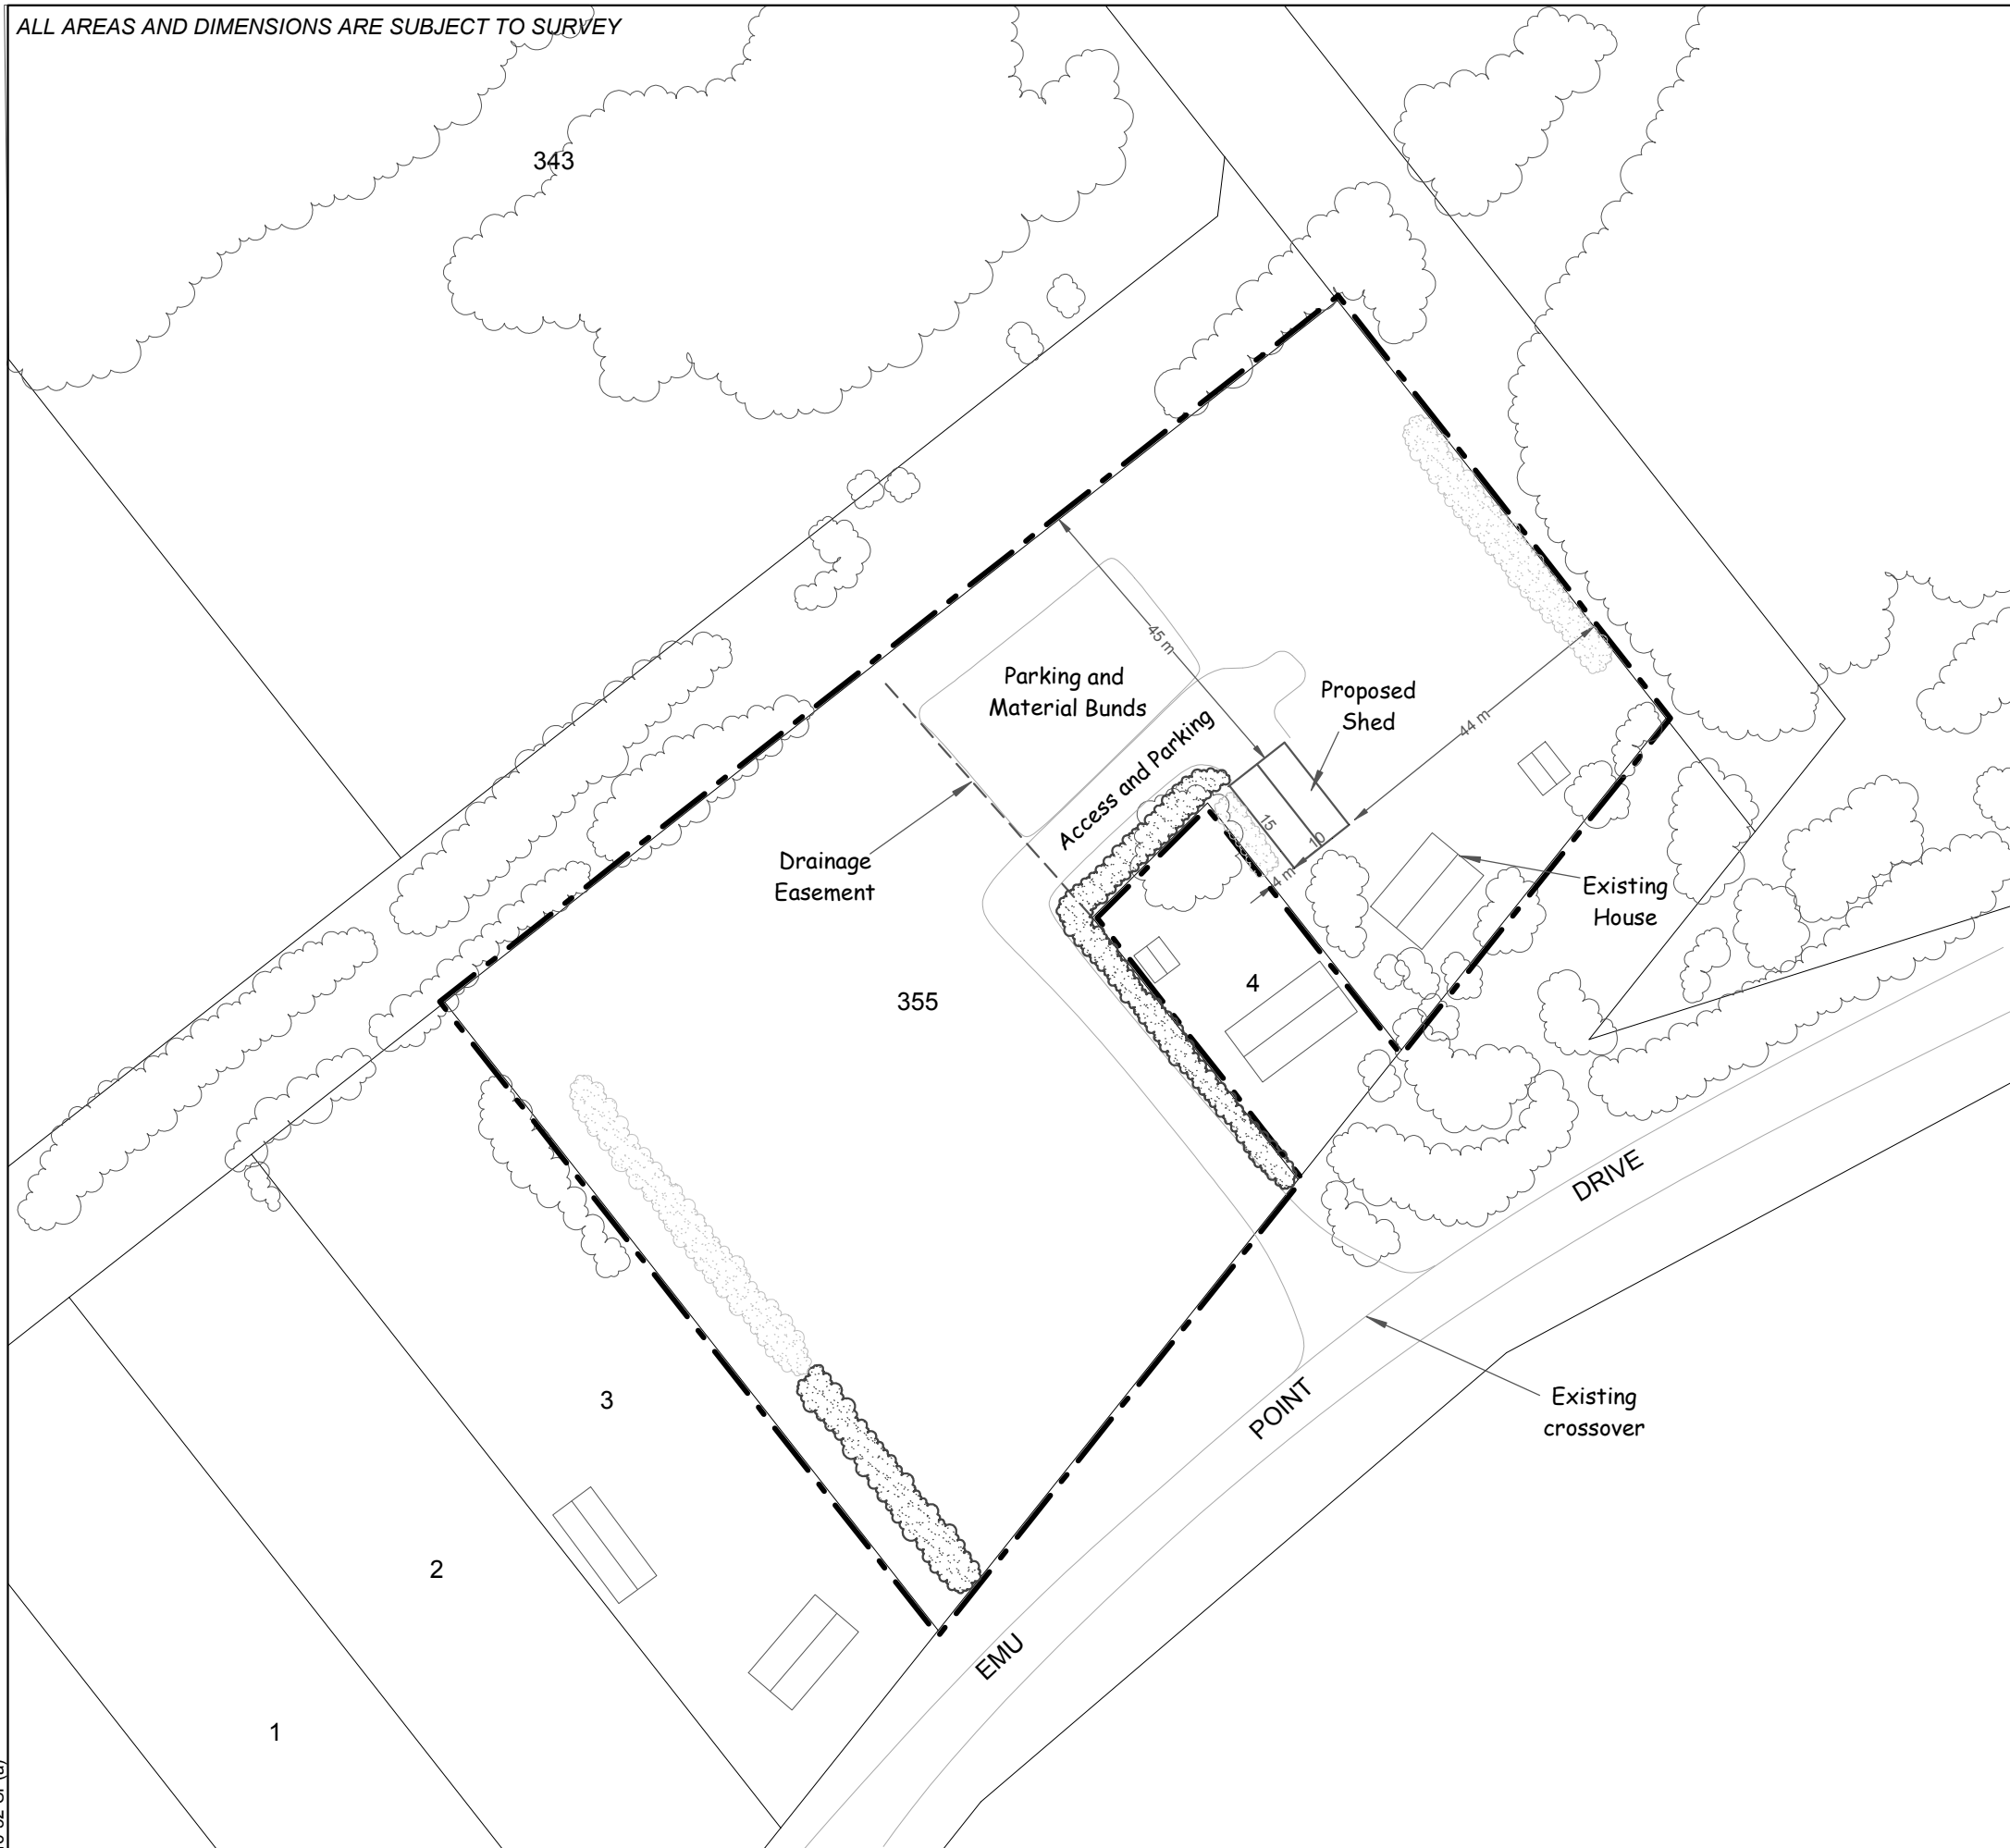 ALL AREAS AND DIMENSIONS ARE SUBJECT TO SURVEY
343
45 m
Parking and
Material Bunds
Proposed
Shed
44 m
Access and Parking
15
10
4 m
Drainage
Easement
Existing
House
4
355
DRIVE
POINT
EMU
Existing
crossover
3
2
1